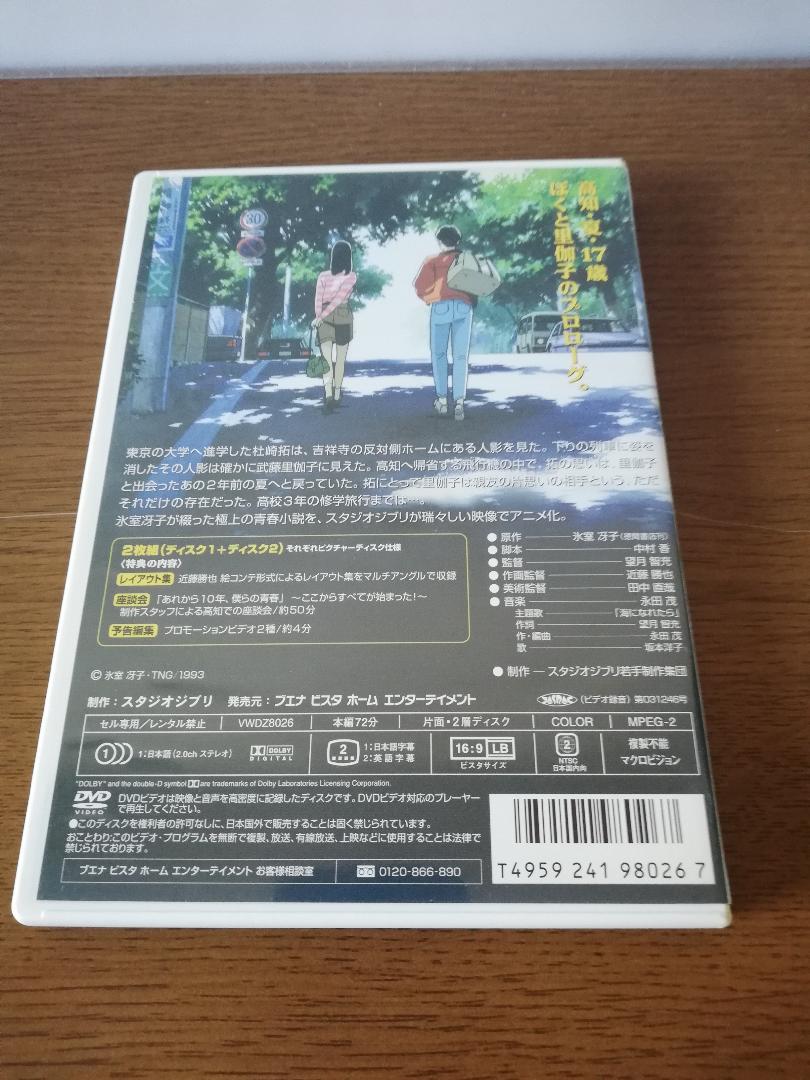 高知・夏・17歳
ぼくと里伽子のプロローグ。
30
東京の大学へ進学した杜崎拓は、吉祥寺の反対側ホームにある人影を見た。下りの列車に姿を
消したその人影は確かに武藤里伽子に見えた。高知へ帰省する飛行機の中で、拓の思いは、里伽子
と出会ったあの2年前の夏へと戻っていた。拓にとって里伽子は親友の片想いの相手という、ただ
それだけの存在だった。高校3年の修学旅行までは…。
氷室冴子が綴った極上の青春小説を、スタジオジブリが瑞々しい映像でアニメ化。
2枚組(ディスク1+ディスク2) それぞれピクチャーディスク仕様
〈特典の内容〉
レイアウト集 近藤勝也 絵コンテ形式によるレイアウト集をマルチアングルで収録
座談会 「あれから10年、僕らの青春」 ～ここからすべてが始まった!～
制作スタッフによる高知での座談会/約50分
予告編集 プロモーションビデオ2種/約4分
● 原作 氷室 冴子(徳間書店刊)
● 脚本 中村 香
● 監督 望月 智充
● 作画監督 近藤 勝也
● 美術監督 田中 直哉
● 音楽 永田 茂
主題歌 「海になれたら」
作詞 望月 智充
作・編曲 永田 茂
歌 坂本洋子
● 制作 ― スタジオジブリ若手制作集団
© 氷室 冴子・TNG/1993
制作:スタジオジブリ 発売元:ブエナ ビスタ ホーム エンターテイメント
JASRAC (ビデオ録音) 第031246号
セル専用/レンタル禁止 VWDZ8026 本編72分 片面・2層ディスク COLOR MPEG-2
1 1:日本語(2.0ch ステレオ) DOLBY DIGITAL 2 1:日本語字幕 2:英語字幕 16:9 LB ビスタサイズ 2 NTSC 日本国内向 複製不能 マクロビジョン
"DOLBY" and the double-D symbol are trademarks of Dolby Laboratories Licensing Corporation.
DVD VIDEO
DVDビデオは映像と音声を高密度に記録したディスクです。DVDビデオ対応のプレーヤー
で再生してください。
●このディスクを権利者の許可なしに、日本国外で販売することは固く禁じられています。
おことわり:このビデオ・プログラムを無断で複製、放送、有線放送、上映などに使用することは法律で
禁じられております。
ブエナ ビスタ ホーム エンターテイメント お客様相談室 0120-866-890
T4959 241 98026 7